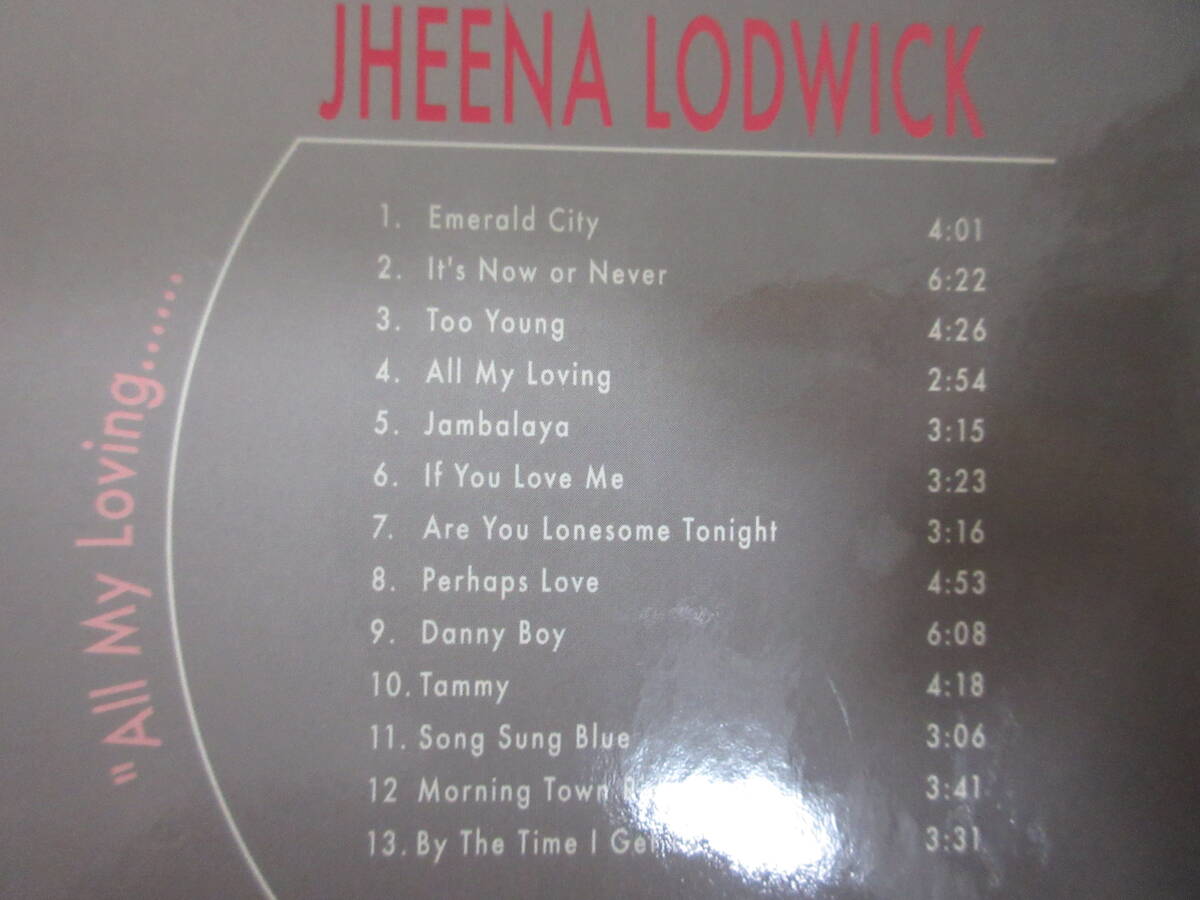 JHEENA LODWICK
"All My Loving......
1. Emerald City 4:01
2. It's Now or Never 6:22
3. Too Young 4:26
4. All My Loving 2:54
5. Jambalaya 3:15
6. If You Love Me 3:23
7. Are You Lonesome Tonight 3:16
8. Perhaps Love 4:53
9. Danny Boy 6:08
10. Tammy 4:18
11. Song Sung Blue 3:06
12 Morning Town 3:41
13. By The Time I 3:31